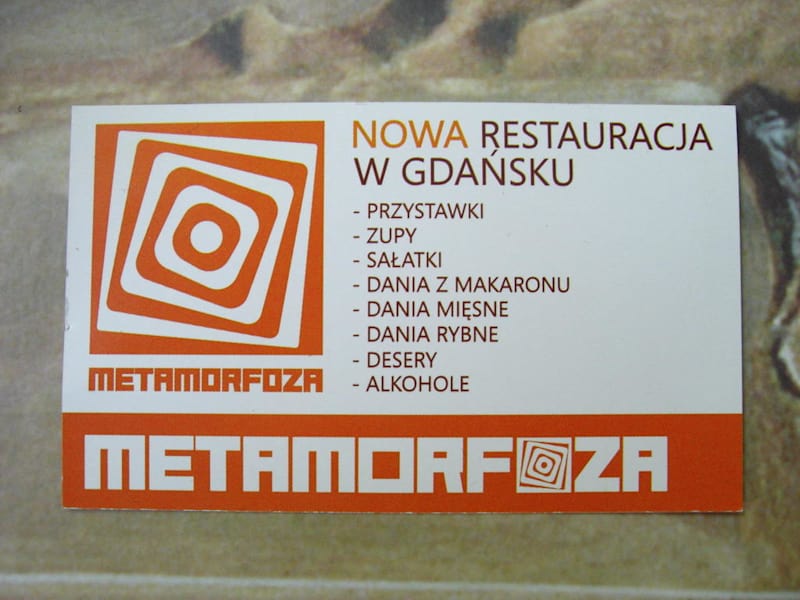 NOWA RESTAURACJA
W GDAŃSKU
- PRZYSTAWKI
- ZUPY
- SAŁATKI
- DANIA Z MAKARONU
- DANIA MIĘSNE
- DANIA RYBNE
- DESERY
- ALKOHOLE
METAMORFOZA
METAMORFOZA